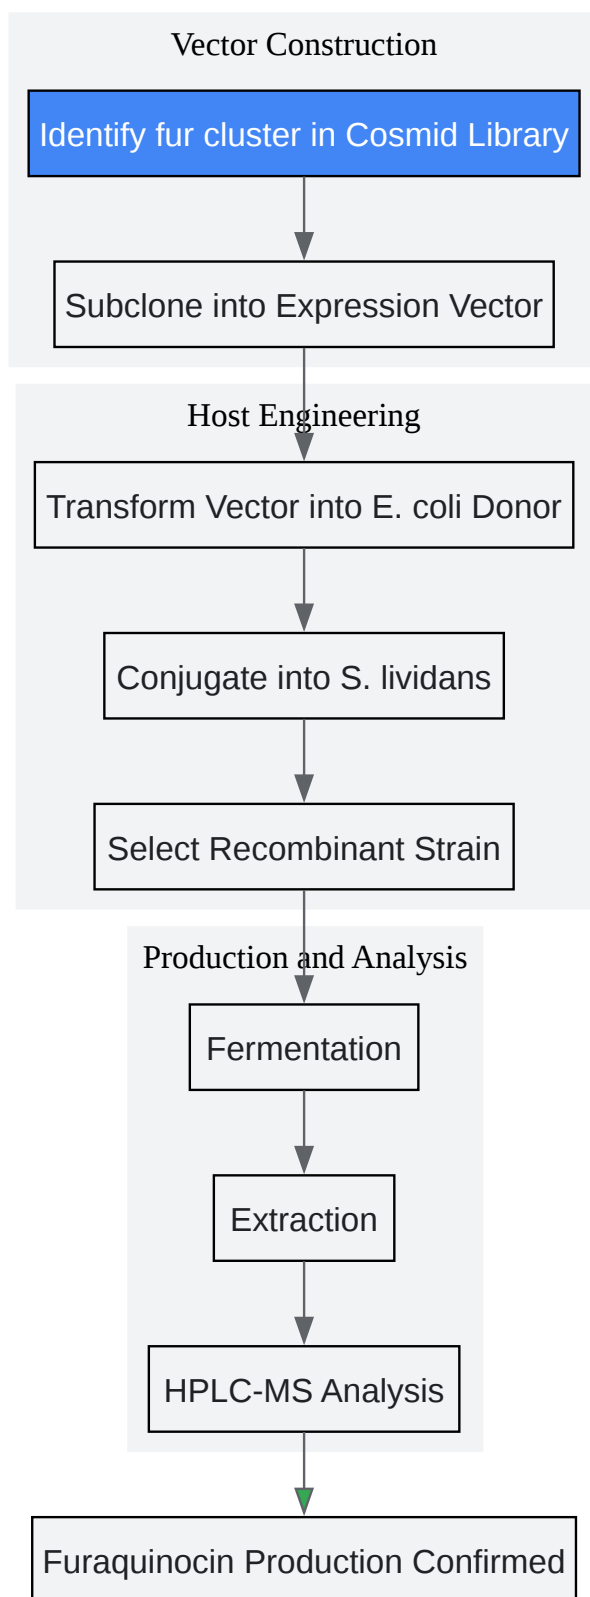 Vector Construction
Identify fur cluster in Cosmid Library
Subclone into Expression Vector
Host Engineering
Transform Vector into E. coli Donor
Conjugate into S. lividans
Select Recombinant Strain
Production and Analysis
Fermentation
Extraction
HPLC-MS Analysis
Furaquinocin Production Confirmed